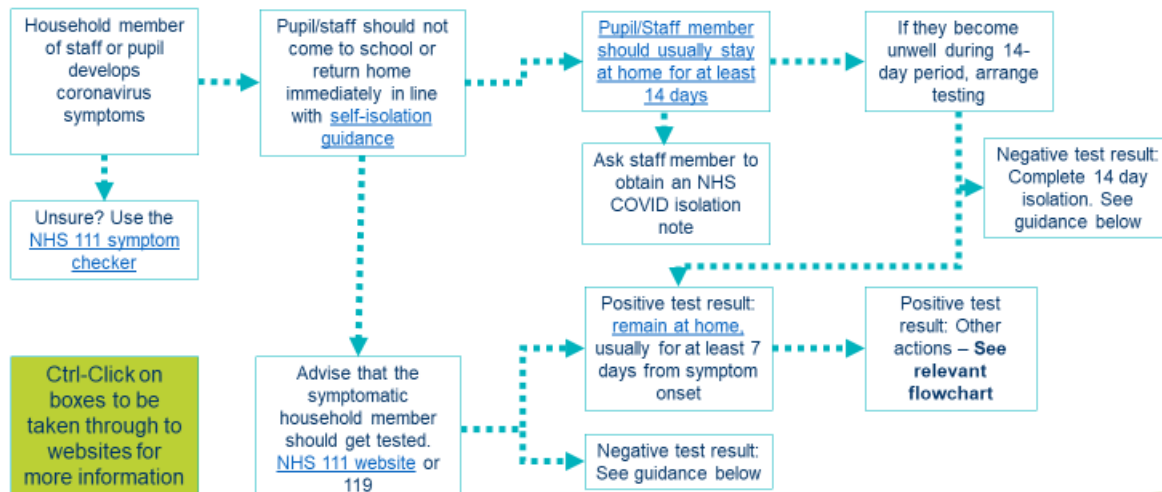 Household member
of staff or pupil
develops
coronavirus
symptoms
Pupil/staff should not
come to school or
return home
immediately in line
with self-isolation
guidance
Pupil/Staff member
should usually stay
at home for at least
14 days
If they become
unwell during 14-
day period, arrange
testing
Unsure? Use the
NHS 111 symptom
checker
Ask staff member to
obtain an NHS
COVID isolation
note
Negative test result:
Complete 14 day
isolation. See
guidance below
Positive test result:
remain at home,
usually for at least 7
days from symptom
onset
Positive test
result: Other
actions – See
relevant
flowchart
Ctrl-Click on
boxes to be
taken through to
websites for
more information
Advise that the
symptomatic
household member
should get tested.
NHS 111 website or
119
Negative test result:
See guidance below